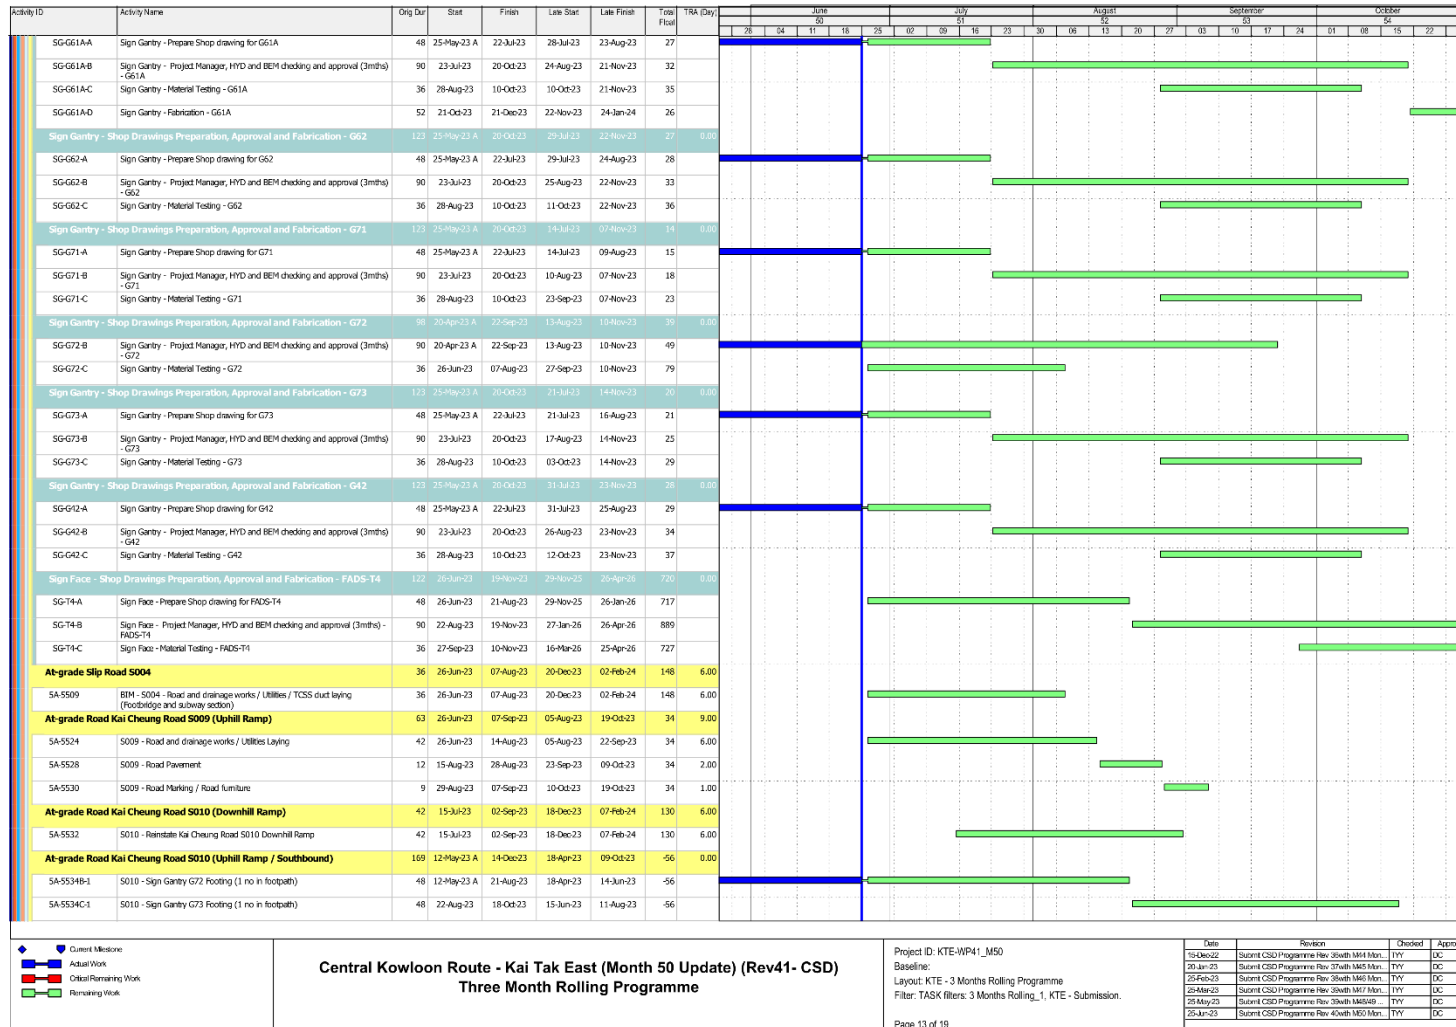 Activity ID Activity Name Orig Dur Start Finish Late Start Late Finish Total Float TRA (Day) June July August September October
50 51 52 53 54
28 04 11 18 25 02 09 16 23 30 06 13 20 27 03 10 17 24 01 08 15 22
SG-G61A-A Sign Gantry - Prepare Shop drawing for G61A 48 25-May-23 A 22-Jul-23 28-Jul-23 23-Aug-23 27
SG-G61A-B Sign Gantry - Project Manager, HYD and BEM checking and approval (3mths) 90 23-Jul-23 20-Oct-23 24-Aug-23 21-Nov-23 32
- G61A
SG-G61A-C Sign Gantry - Material Testing - G61A 36 28-Aug-23 10-Oct-23 10-Oct-23 21-Nov-23 35
SG-G61A-D Sign Gantry - Fabrication - G61A 52 21-Oct-23 21-Dec-23 22-Nov-23 24-Jan-24 26
Sign Gantry - Shop Drawings Preparation, Approval and Fabrication - G62 123 25-May-23 A 20-Oct-23 29-Jul-23 22-Nov-23 27 0.00
SG-G62-A Sign Gantry - Prepare Shop drawing for G62 48 25-May-23 A 22-Jul-23 29-Jul-23 24-Aug-23 28
SG-G62-B Sign Gantry - Project Manager, HYD and BEM checking and approval (3mths) 90 23-Jul-23 20-Oct-23 25-Aug-23 22-Nov-23 33
- G62
SG-G62-C Sign Gantry - Material Testing - G62 36 28-Aug-23 10-Oct-23 11-Oct-23 22-Nov-23 36
Sign Gantry - Shop Drawings Preparation, Approval and Fabrication - G71 123 25-May-23 A 20-Oct-23 14-Jul-23 07-Nov-23 14 0.00
SG-G71-A Sign Gantry - Prepare Shop drawing for G71 48 25-May-23 A 22-Jul-23 14-Jul-23 09-Aug-23 15
SG-G71-B Sign Gantry - Project Manager, HYD and BEM checking and approval (3mths) 90 23-Jul-23 20-Oct-23 10-Aug-23 07-Nov-23 18
- G71
SG-G71-C Sign Gantry - Material Testing - G71 36 28-Aug-23 10-Oct-23 23-Sep-23 07-Nov-23 23
Sign Gantry - Shop Drawings Preparation, Approval and Fabrication - G72 98 20-Apr-23 A 22-Sep-23 13-Aug-23 10-Nov-23 39 0.00
SG-G72-B Sign Gantry - Project Manager, HYD and BEM checking and approval (3mths) 90 20-Apr-23 A 22-Sep-23 13-Aug-23 10-Nov-23 49
- G72
SG-G72-C Sign Gantry - Material Testing - G72 36 26-Jun-23 07-Aug-23 27-Sep-23 10-Nov-23 79
Sign Gantry - Shop Drawings Preparation, Approval and Fabrication - G73 123 25-May-23 A 20-Oct-23 21-Jul-23 14-Nov-23 20 0.00
SG-G73-A Sign Gantry - Prepare Shop drawing for G73 48 25-May-23 A 22-Jul-23 21-Jul-23 16-Aug-23 21
SG-G73-B Sign Gantry - Project Manager, HYD and BEM checking and approval (3mths) 90 23-Jul-23 20-Oct-23 17-Aug-23 14-Nov-23 25
- G73
SG-G73-C Sign Gantry - Material Testing - G73 36 28-Aug-23 10-Oct-23 03-Oct-23 14-Nov-23 29
Sign Gantry - Shop Drawings Preparation, Approval and Fabrication - G42 123 25-May-23 A 20-Oct-23 31-Jul-23 23-Nov-23 28 0.00
SG-G42-A Sign Gantry - Prepare Shop drawing for G42 48 25-May-23 A 22-Jul-23 31-Jul-23 25-Aug-23 29
SG-G42-B Sign Gantry - Project Manager, HYD and BEM checking and approval (3mths) 90 23-Jul-23 20-Oct-23 26-Aug-23 23-Nov-23 34
- G42
SG-G42-C Sign Gantry - Material Testing - G42 36 28-Aug-23 10-Oct-23 12-Oct-23 23-Nov-23 37
Sign Face - Shop Drawings Preparation, Approval and Fabrication - FADS-T4 122 26-Jun-23 19-Nov-23 29-Nov-25 26-Apr-26 720 0.00
SG-T4-A Sign Face - Prepare Shop drawing for FADS-T4 48 26-Jun-23 21-Aug-23 29-Nov-25 26-Jan-26 717
SG-T4-B Sign Face - Project Manager, HYD and BEM checking and approval (3mths) - 90 22-Aug-23 19-Nov-23 27-Jan-26 26-Apr-26 889
FADS-T4
SG-T4-C Sign Face - Material Testing - FADS-T4 36 27-Sep-23 10-Nov-23 16-Mar-26 25-Apr-26 727
At-grade Slip Road S004 36 26-Jun-23 07-Aug-23 20-Dec-23 02-Feb-24 148 6.00
5A-5509 BIM - S004 - Road and drainage works / Utilities / TCSS duct laying 36 26-Jun-23 07-Aug-23 20-Dec-23 02-Feb-24 148 6.00
(Footbridge and subway section)
At-grade Road Kai Cheung Road S009 (Uphill Ramp) 63 26-Jun-23 07-Sep-23 05-Aug-23 19-Oct-23 34 9.00
5A-5524 S009 - Road and drainage works / Utilities Laying 42 26-Jun-23 14-Aug-23 05-Aug-23 22-Sep-23 34 6.00
5A-5528 S009 - Road Pavement 12 15-Aug-23 28-Aug-23 23-Sep-23 09-Oct-23 34 2.00
5A-5530 S009 - Road Marking / Road furniture 9 29-Aug-23 07-Sep-23 10-Oct-23 19-Oct-23 34 1.00
At-grade Road Kai Cheung Road S010 (Downhill Ramp) 42 15-Jul-23 02-Sep-23 18-Dec-23 07-Feb-24 130 6.00
5A-5532 S010 - Reinstate Kai Cheung Road S010 Downhill Ramp 42 15-Jul-23 02-Sep-23 18-Dec-23 07-Feb-24 130 6.00
At-grade Road Kai Cheung Road S010 (Uphill Ramp / Southbound) 169 12-May-23 A 14-Dec-23 18-Apr-23 09-Oct-23 -56 0.00
5A-5534B-1 S010 - Sign Gantry G72 Footing (1 no in footpath) 48 12-May-23 A 21-Aug-23 18-Apr-23 14-Jun-23 -56
5A-5534C-1 S010 - Sign Gantry G73 Footing (1 no in footpath) 48 22-Aug-23 18-Oct-23 15-Jun-23 11-Aug-23 -56
Current Milestone
Actual Work
Critical Remaining Work
Remaining Work
Central Kowloon Route - Kai Tak East (Month 50 Update) (Rev41- CSD)
Three Month Rolling Programme
Project ID: KTE-WP41_M50
Baseline:
Layout: KTE - 3 Months Rolling Programme
Filter: TASK filters: 3 Months Rolling_1, KTE - Submission.
Page 13 of 19
Date Revision Checked Appro
15-Dec-22 Submit CSD Programme Rev 36with M44 Mon... TYY DC
20-Jan-23 Submit CSD Programme Rev 37with M45 Mon... TYY DC
25-Feb-23 Submit CSD Programme Rev 38with M46 Mon... TYY DC
25-Mar-23 Submit CSD Programme Rev 39with M47 Mon... TYY DC
25-May-23 Submit CSD Programme Rev 39with M48/49 ... TYY DC
25-Jun-23 Submit CSD Programme Rev 40with M50 Mon... TYY DC